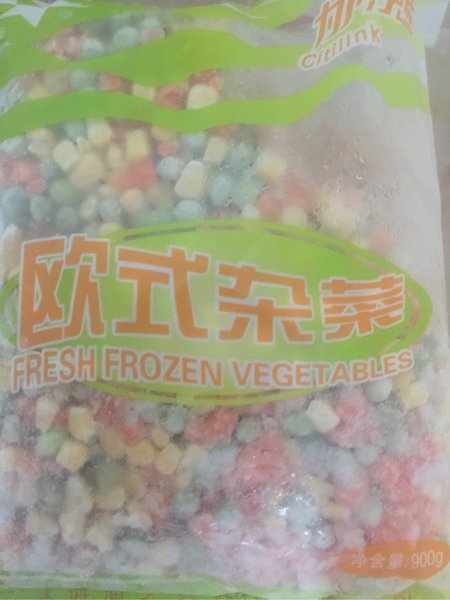 Citilink
欧式杂菜
FRESH FROZEN VEGETABLES
净含量:900g